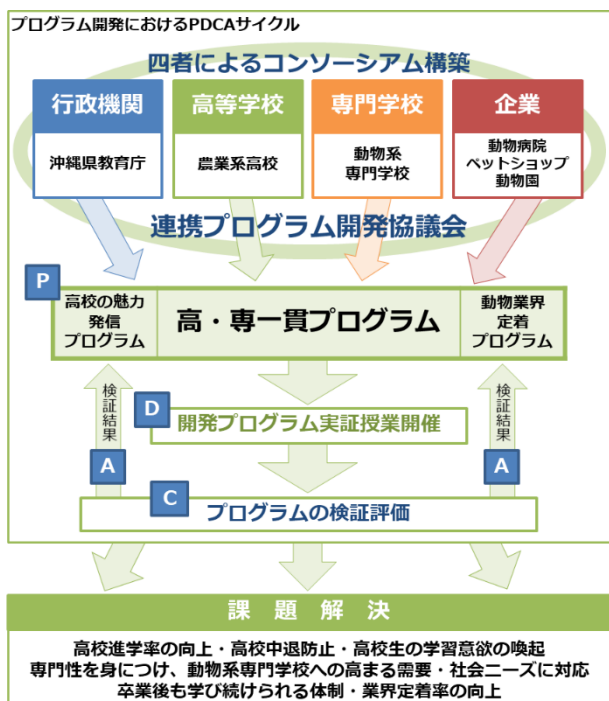 プログラム開発におけるPDCAサイクル
四者によるコンソーシアム構築
行政機関
沖縄県教育庁
高等学校
農業系高校
専門学校
動物系
専門学校
企業
動物病院
ペットショップ
動物園
連携プログラム開発協議会
P
高校の魅力
発信
プログラム
高・専一貫プログラム
動物業界
定着
プログラム
検証結果
A
D
開発プログラム実証授業開催
検証結果
A
C
プログラムの検証評価
課題解決
高校進学率の向上・高校中退防止・高校生の学習意欲の喚起
専門性を身につけ、動物系専門学校への高まる需要・社会ニーズに対応
卒業後も学び続けられる体制・業界定着率の向上